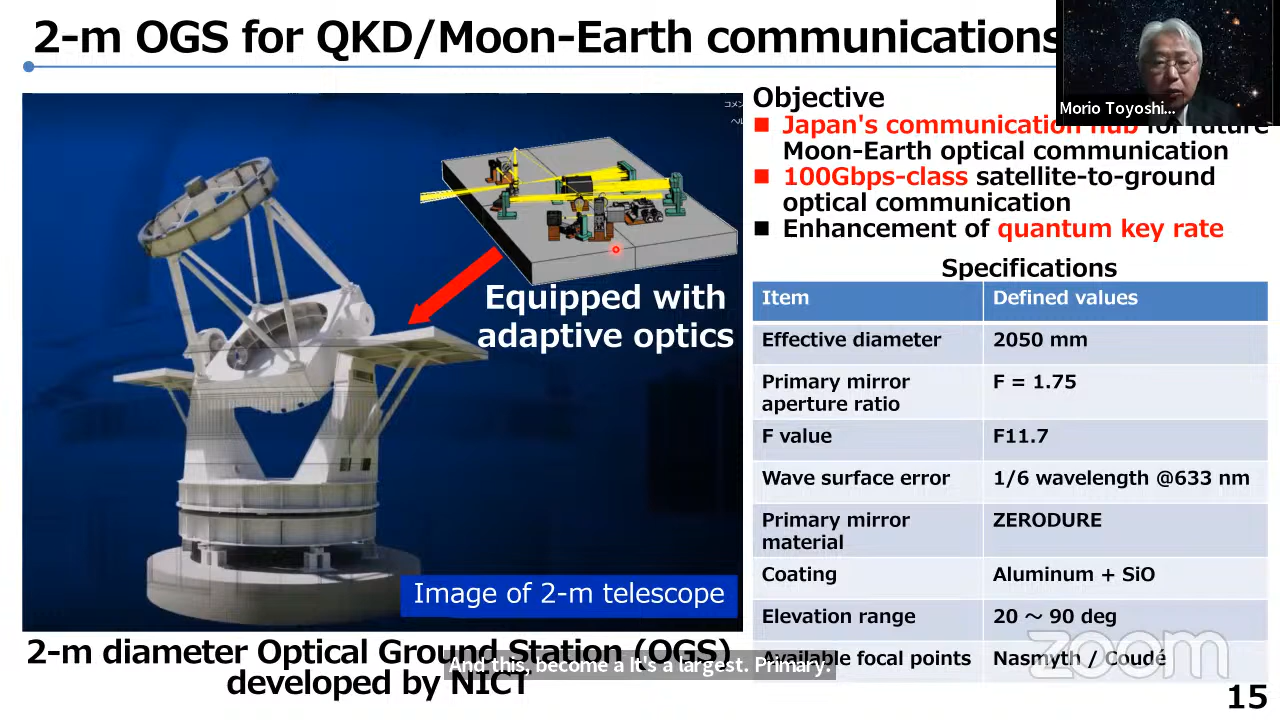 2-m OGS for QKD/Moon-Earth communications
Morio Toyoshi...
Objective
Japan's communication hub for future
Moon-Earth optical communication
100Gbps-class satellite-to-ground
optical communication
Enhancement of quantum key rate
コメン
ヘル
Equipped with
adaptive optics
Image of 2-m telescope
2-m diameter Optical Ground Station (OGS)
developed by NICT
Specifications
Item Defined values
Effective diameter 2050 mm
Primary mirror
aperture ratio F = 1.75
F value F11.7
Wave surface error 1/6 wavelength @633 nm
Primary mirror
material ZERODURE
Coating Aluminum + SiO
Elevation range 20 ～ 90 deg
Available focal points Nasmyth / Coudé
And this, become a It's a largest. Primary.
zoom
15